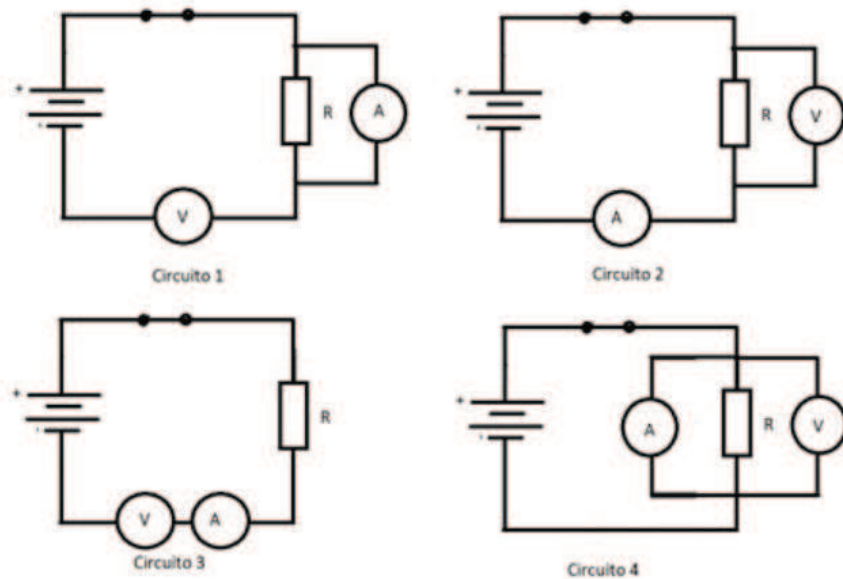 +
R
A
V
Circuito 1
+
R
V
A
Circuito 2
+
R
V
A
Circuito 3
+
A
R
V
Circuito 4